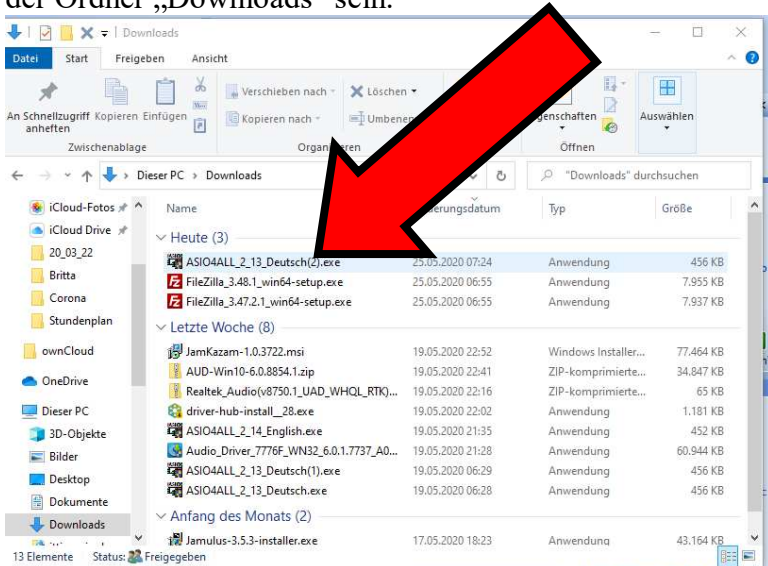 der Ordner „Downloads“ sein.
Downloads
Datei Start Freigeben Ansicht
An Schnellzugriff anheften
Kopieren Einfügen
Verschieben nach
Kopieren nach
Löschen
Auswählen
Zwischenablage
Öffnen
Dieser PC › Downloads
"Downloads" durchsuchen
iCloud-Fotos
iCloud Drive
20_03_22
Britta
Corona
Stundenplan
ownCloud
OneDrive
Dieser PC
3D-Objekte
Bilder
Desktop
Dokumente
Downloads
Name Typ Größe
Heute (3)
ASIO4ALL_2_13_Deutsch(2).exe 25.05.2020 07:24 Anwendung 456 KB
FileZilla_3.48.1_win64-setup.exe 25.05.2020 06:55 Anwendung 7.955 KB
FileZilla_3.47.2.1_win64-setup.exe 25.05.2020 06:55 Anwendung 7.937 KB
Letzte Woche (8)
JamKazam-1.0.3722.msi 19.05.2020 22:52 Windows Installer... 77.464 KB
AUD-Win10-6.0.8854.1.zip 19.05.2020 22:41 ZIP-komprimierte... 34.847 KB
Realtek_Audio(v8750.1_UAD_WHQL_RTK)... 19.05.2020 22:16 ZIP-komprimierte... 65 KB
driver-hub-install__28.exe 19.05.2020 22:02 Anwendung 1.181 KB
ASIO4ALL_2_14_English.exe 19.05.2020 21:35 Anwendung 452 KB
Audio_Driver_7776F_WN32_6.0.1.7737_A0... 19.05.2020 21:28 Anwendung 60.944 KB
ASIO4ALL_2_13_Deutsch(1).exe 19.05.2020 06:29 Anwendung 456 KB
ASIO4ALL_2_13_Deutsch.exe 19.05.2020 06:28 Anwendung 456 KB
Anfang des Monats (2)
Jamulus-3.5.3-installer.exe 17.05.2020 18:23 Anwendung 43.164 KB
13 Elemente Status: Freigegeben